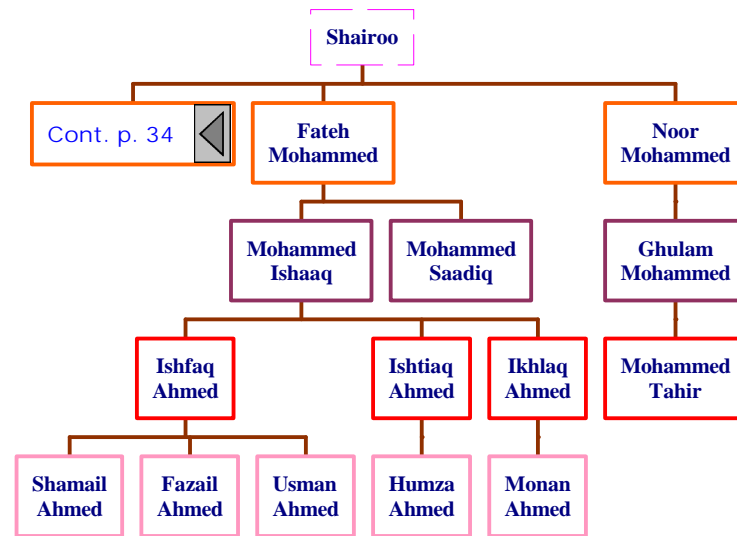 Shairoo
Cont. p. 34
Fateh
Mohammed
Noor
Mohammed
Mohammed
Ishaaq
Mohammed
Saadiq
Ghulam
Mohammed
Ishfaq
Ahmed
Ishtiaq
Ahmed
Ikhlaq
Ahmed
Mohammed
Tahir
Shamail
Ahmed
Fazail
Ahmed
Usman
Ahmed
Humza
Ahmed
Monan
Ahmed